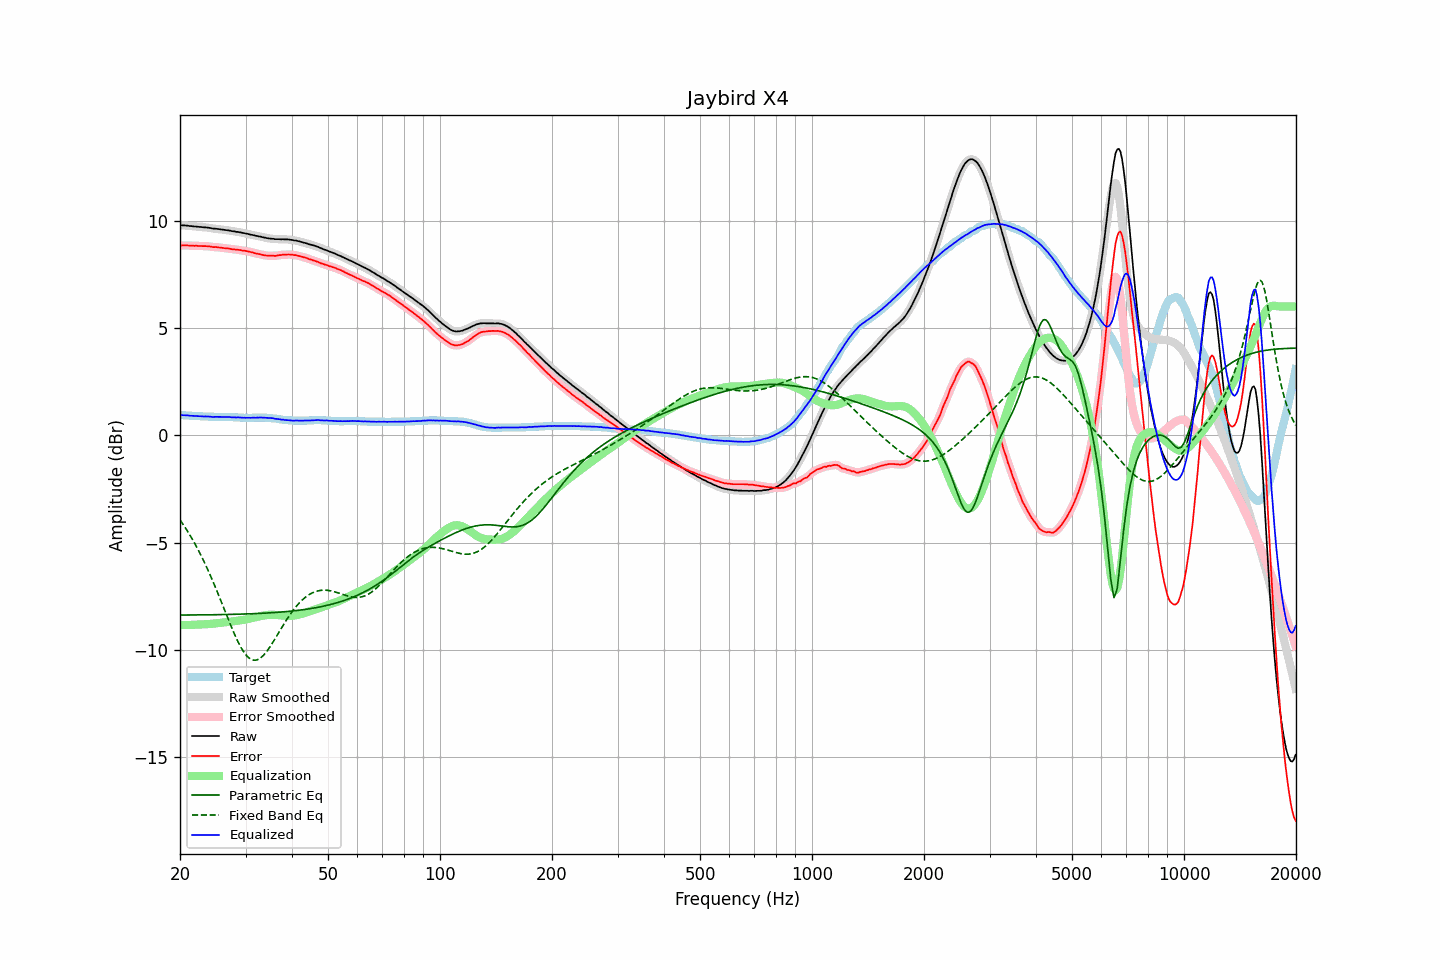 Jaybird X4
Amplitude (dBr)
10
5
0
−5
−10
−15
Target
Raw Smoothed
Error Smoothed
Raw
Error
Equalization
Parametric Eq
Fixed Band Eq
Equalized
20 50 100 200 500 1000 2000 5000 10000 20000
Frequency (Hz)